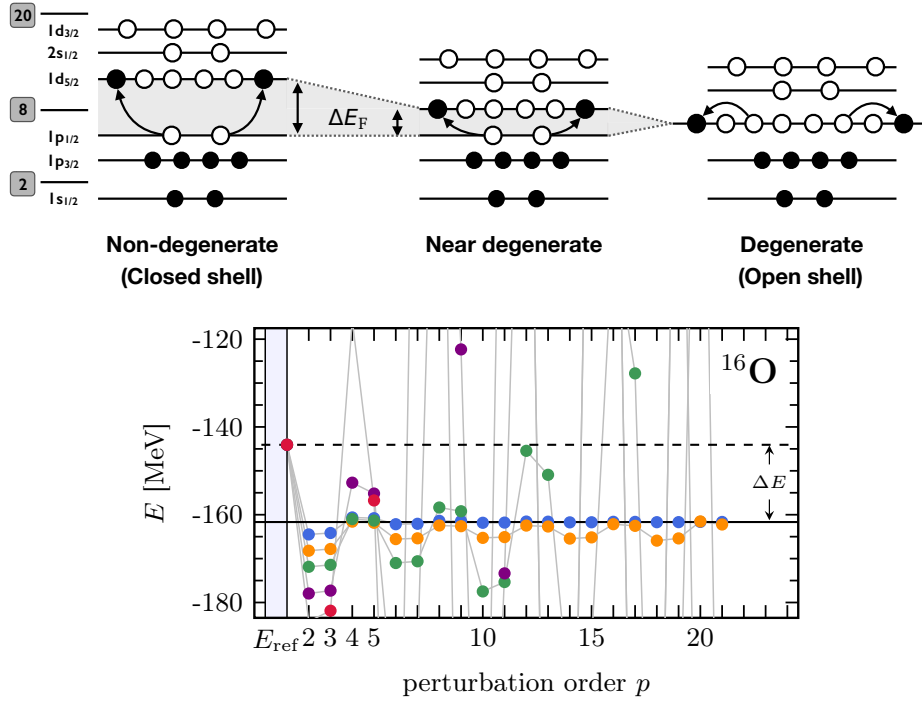 20
1d3/2
2s1/2
1d5/2
8
1p1/2
1p3/2
2
1s1/2
ΔE_F
Non-degenerate
(Closed shell)
Near degenerate
Degenerate
(Open shell)
-120
-140
-160
-180
E [MeV]
¹⁶O
ΔE
E_ref 2 3 4 5 10 15 20
perturbation order p